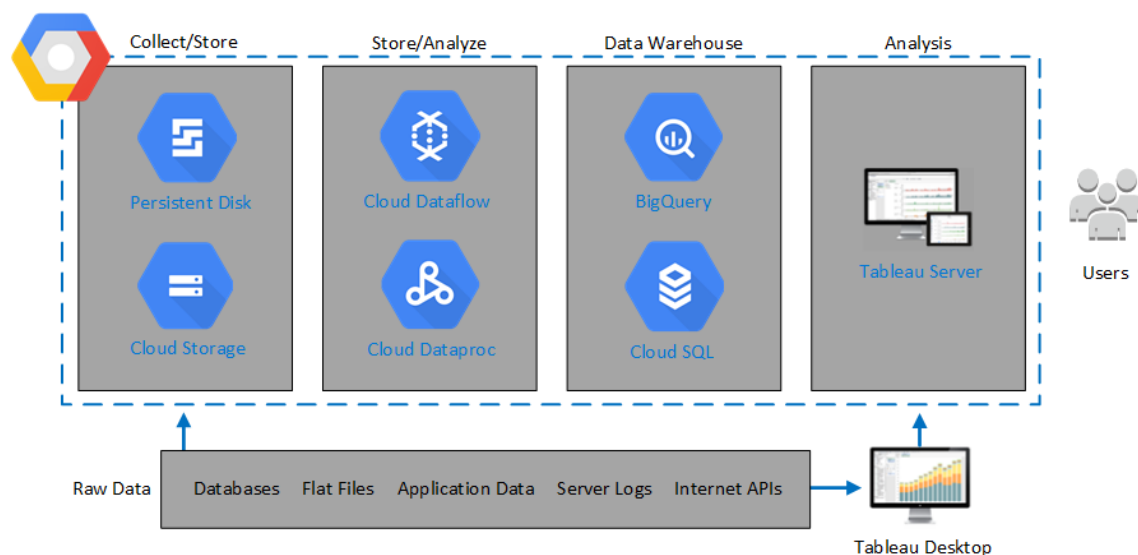 Collect/Store
Store/Analyze
Data Warehouse
Analysis
Persistent Disk
Cloud Dataflow
BigQuery
Cloud Storage
Cloud Dataproc
Cloud SQL
Tableau Server
Users
Raw Data
Databases
Flat Files
Application Data
Server Logs
Internet APIs
Tableau Desktop